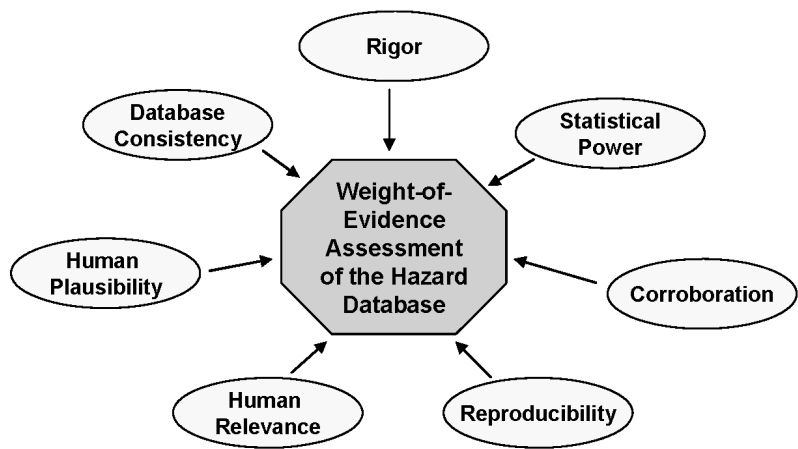 Rigor
Database
Consistency
Statistical
Power
Weight-of-
Evidence
Assessment
of the Hazard
Database
Human
Plausibility
Corroboration
Human
Relevance
Reproducibility